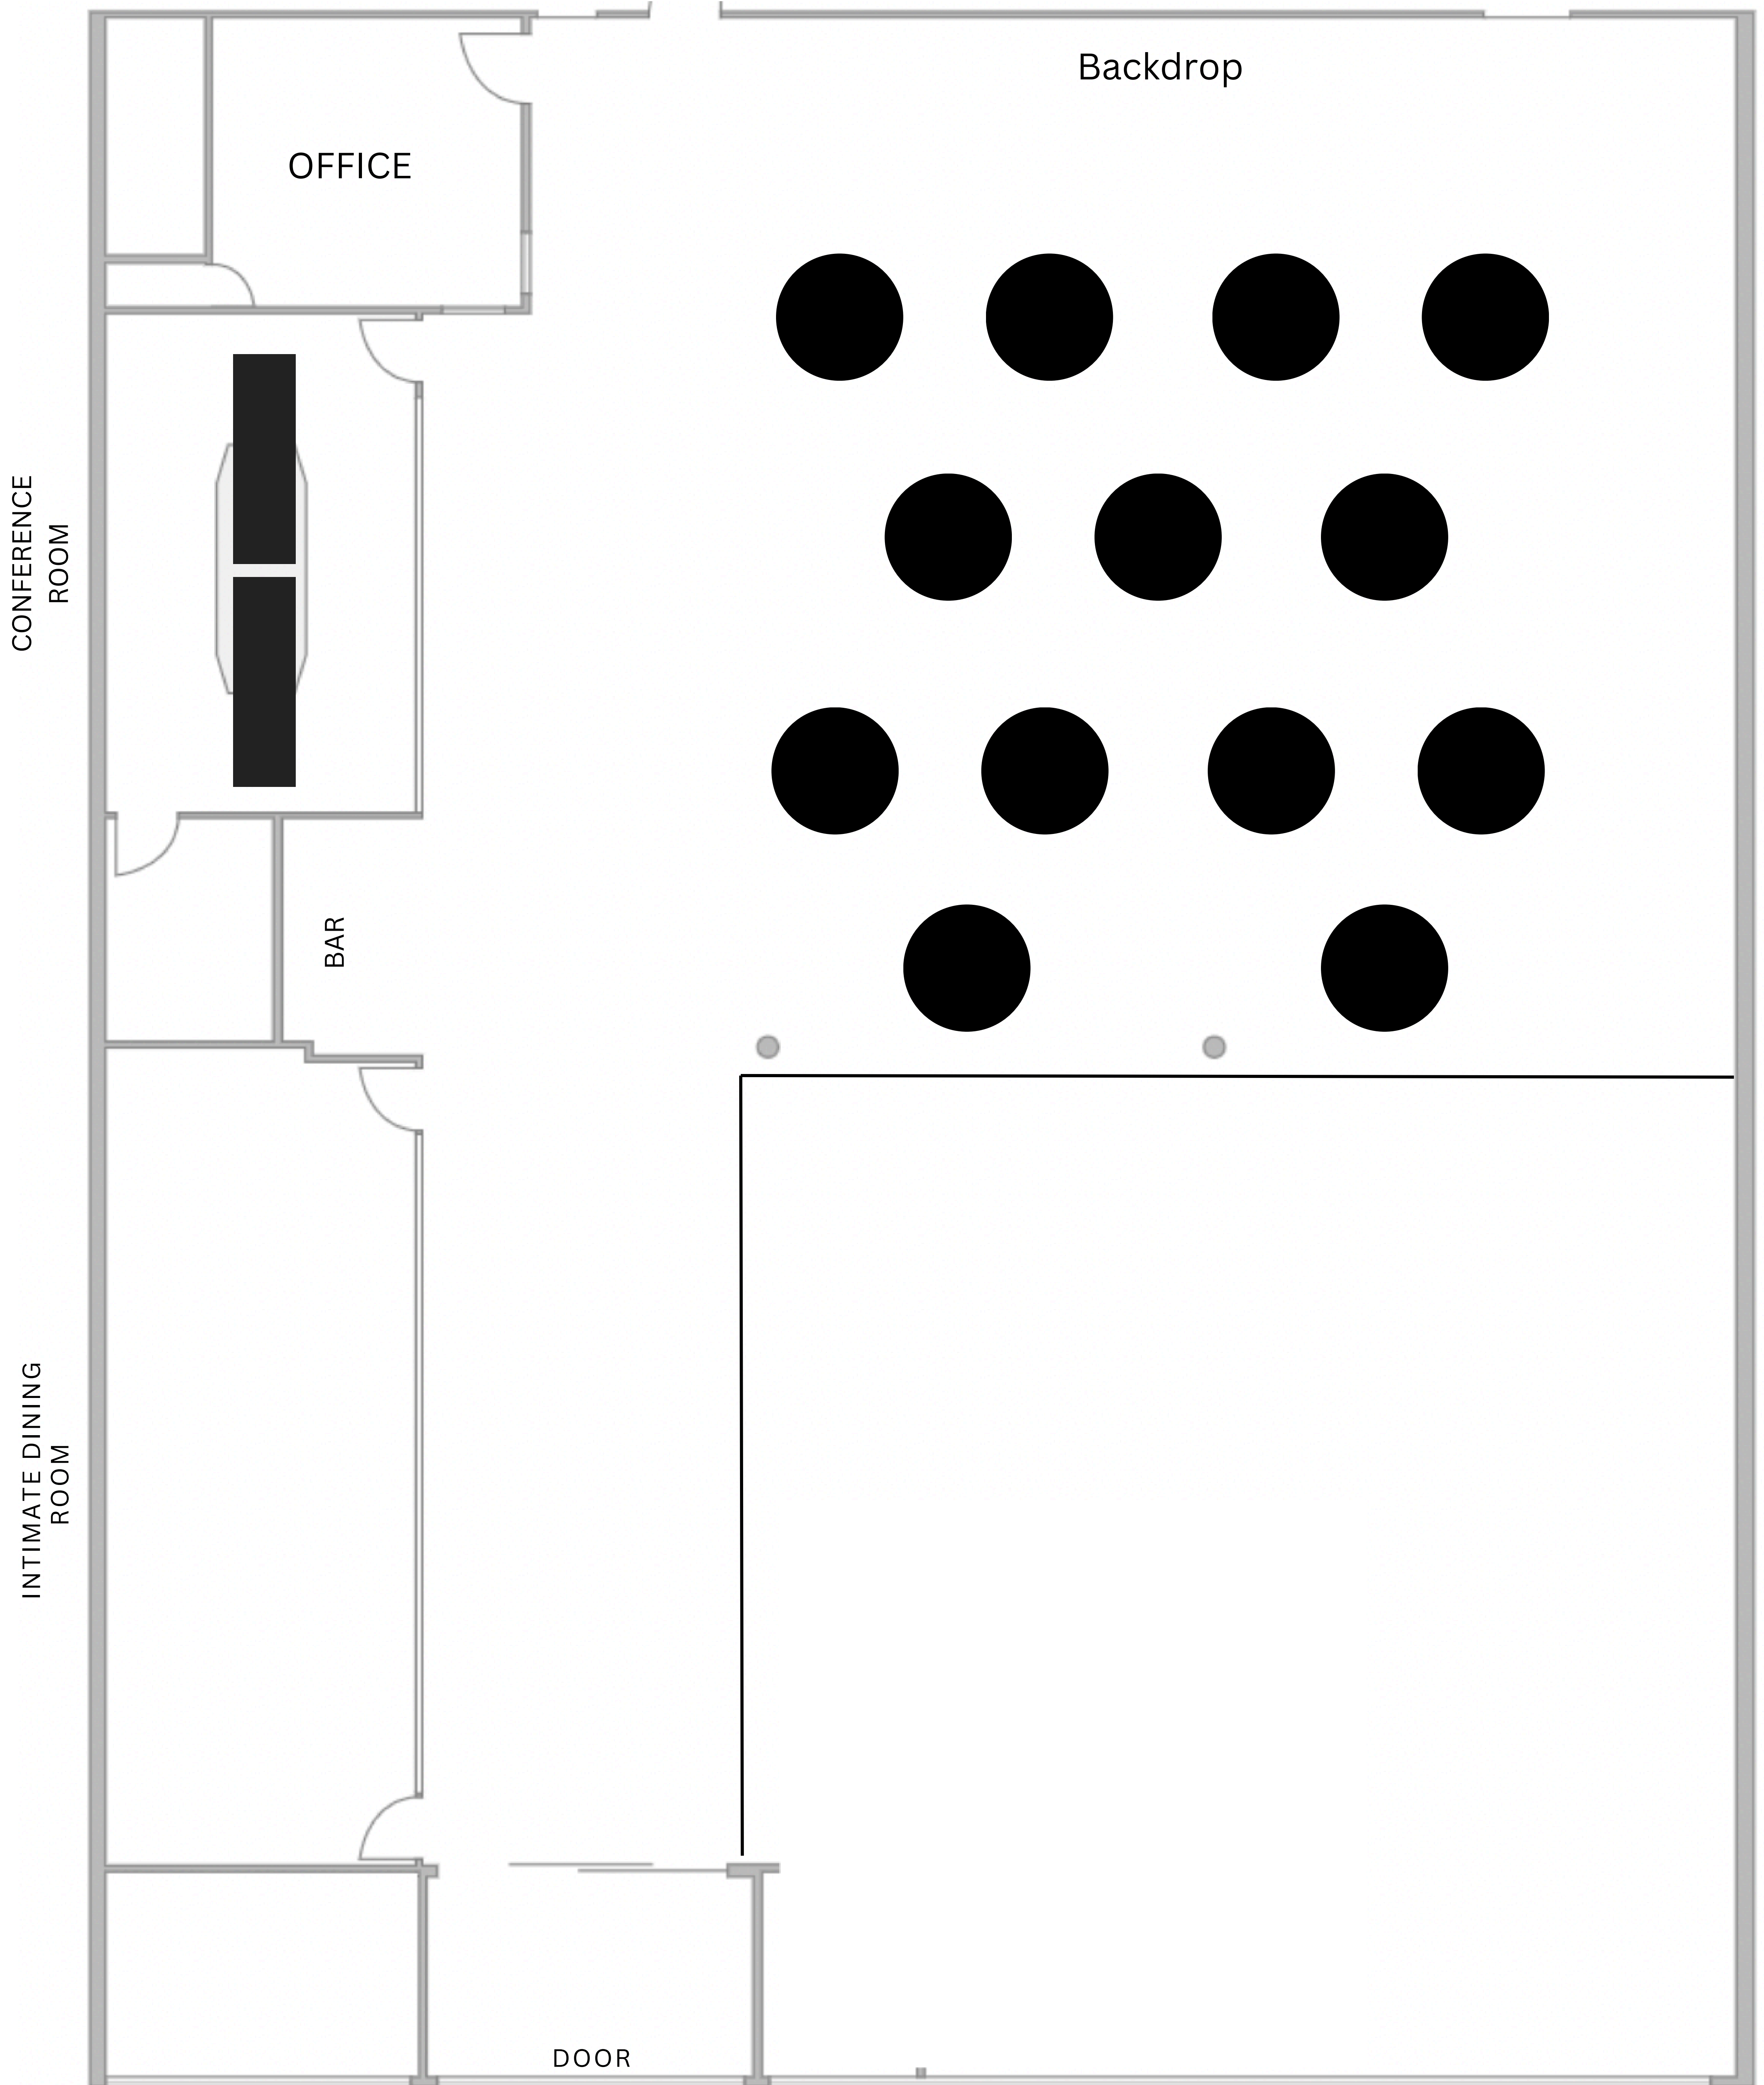 Backdrop
OFFICE
CONFERENCE
ROOM
BAR
INTIMATE DINING
ROOM
DOOR